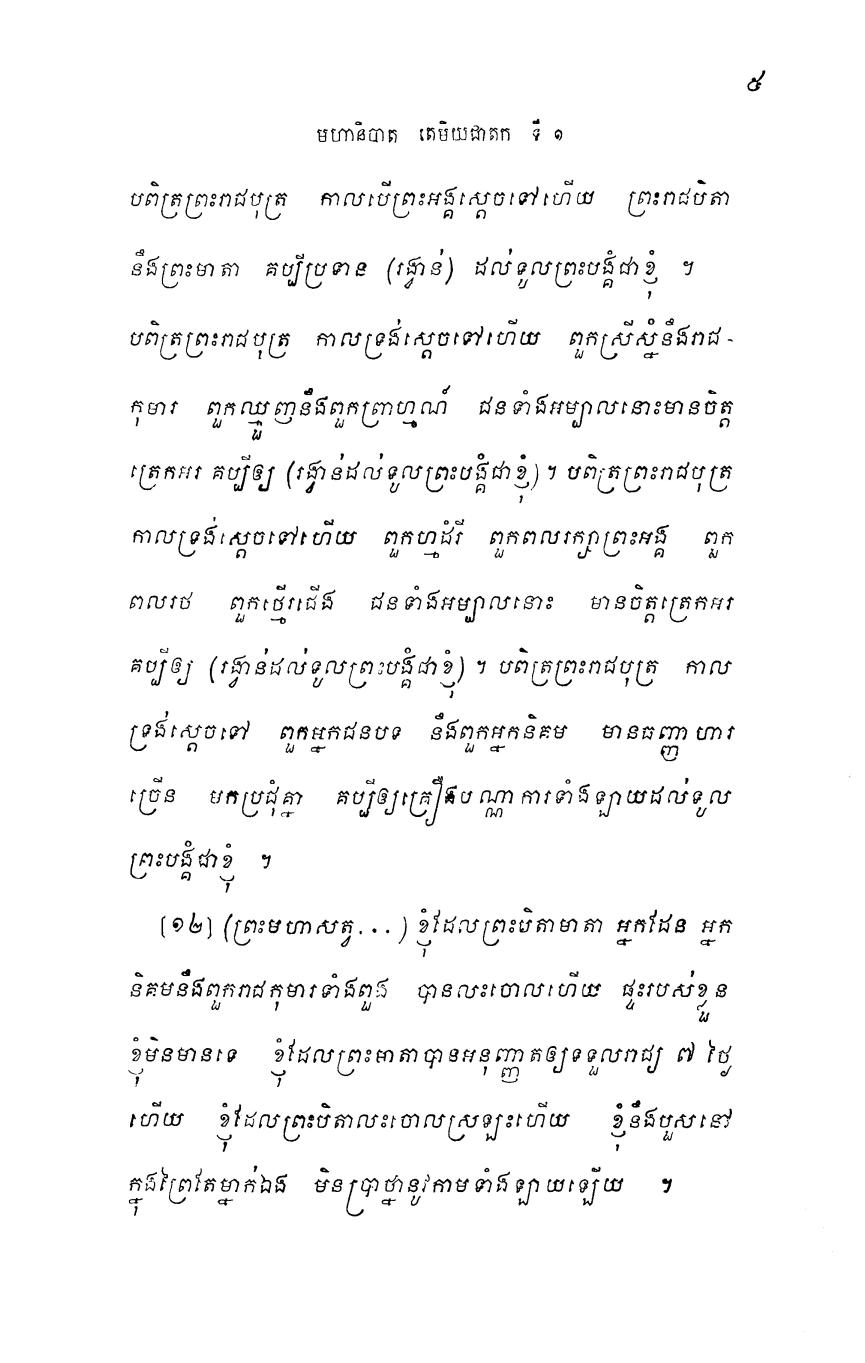 ៥
មហានិបាត តេមិយជាតក ទី ១
បពិត្រព្រះរាជបុត្រ កាលបើព្រះអង្គស្តេចទៅហើយ ព្រះរាជបិតា
នឹងព្រះមាតា គប្បីប្រទាន (រង្វាន់) ដល់ទូលព្រះបង្គំជាខ្ញុំ ។
បពិត្រព្រះរាជបុត្រ កាលទ្រង់ស្តេចទៅហើយ ពួកស្រីស្នំនឹងរាជ-
កុមារ ពួកឈ្មួញនឹងពួកព្រាហ្មណ៍ ជនទាំងអម្បាលនោះមានចិត្ត
ត្រេកអរ គប្បីឲ្យ (រង្វាន់ដល់ទូលព្រះបង្គំជាខ្ញុំ) ។ បពិត្រព្រះរាជបុត្រ
កាលទ្រង់ស្តេចទៅហើយ ពួកហ្មដំរី ពួកពលរក្សាព្រះអង្គ ពួក
ពលរថ ពួកថ្មើរជើង ជនទាំងអម្បាលនោះ មានចិត្តត្រេកអរ
គប្បីឲ្យ (រង្វាន់ដល់ទូលព្រះបង្គំជាខ្ញុំ) ។ បពិត្រព្រះរាជបុត្រ កាល
ទ្រង់ស្តេចទៅ ពួកអ្នកជនបទ នឹងពួកអ្នកនិគម មានធញ្ញាហារ
ច្រើន មកប្រជុំគ្នា គប្បីឲ្យគ្រឿងបណ្ណាការទាំងឡាយដល់ទូល
ព្រះបង្គំជាខ្ញុំ ។
[១២] (ព្រះមហាសត្វ...) ខ្ញុំដែលព្រះបិតាមាតា អ្នកដែន អ្នក
និគមនឹងពួករាជកុមារទាំងពួង បានលះចោលហើយ ផ្ទះរបស់ខ្លួន
ខ្ញុំមិនមានទេ ខ្ញុំដែលព្រះមាតាបានអនុញ្ញាតឲ្យទទួលរាជ្យ ៧ ថ្ងៃ
ហើយ ខ្ញុំដែលព្រះបិតាលះចោលស្រឡះហើយ ខ្ញុំនឹងបួសនៅ
ក្នុងព្រៃតែម្នាក់ឯង មិនប្រាថ្នានូវកាមទាំងឡាយឡើយ ។